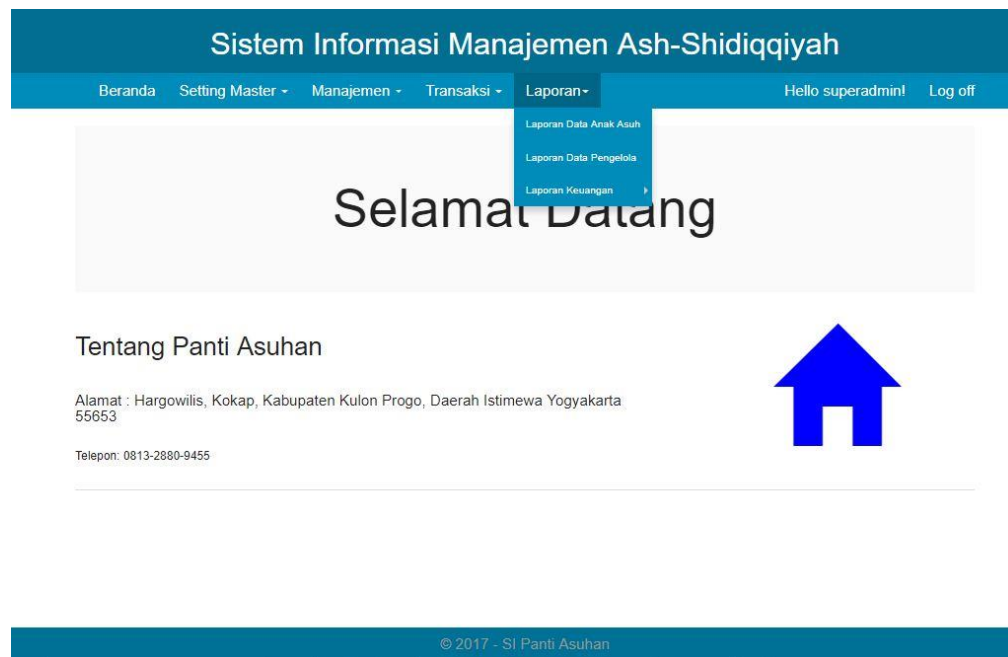 Sistem Informasi Manajemen Ash-Shidiqqiyah
Beranda Setting Master Manajemen Transaksi Laporan Hello superadmin! Log off
Laporan Data Anak Asuh
Laporan Data Pengelola
Laporan Keuangan
Selamat Datang
Tentang Panti Asuhan
Alamat : Hargowilis, Kokap, Kabupaten Kulon Progo, Daerah Istimewa Yogyakarta
55653
Telepon: 0813-2880-9455
© 2017 - SI Panti Asuhan